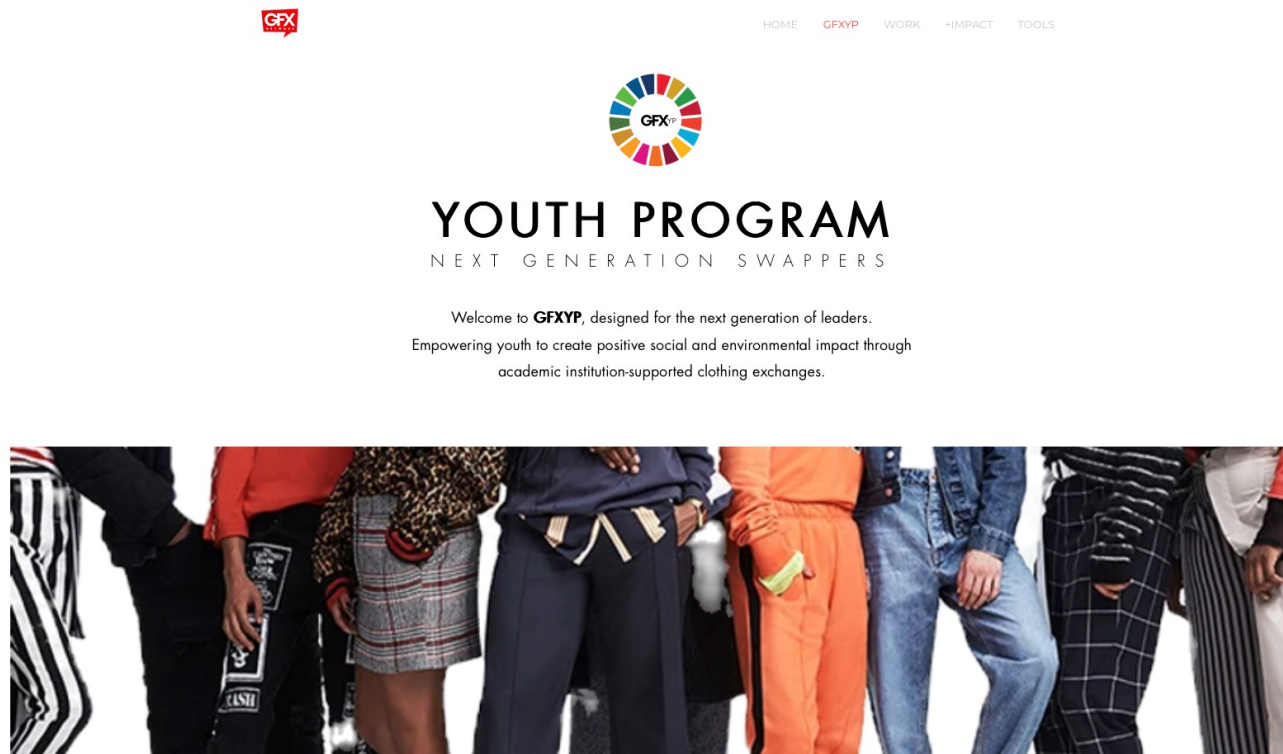 GFX
NETWORK
HOME GFXYP WORK +IMPACT TOOLS
GFXYP
YOUTH PROGRAM
NEXT GENERATION SWAPPERS
Welcome to GFXYP, designed for the next generation of leaders.
Empowering youth to create positive social and environmental impact through
academic institution-supported clothing exchanges.